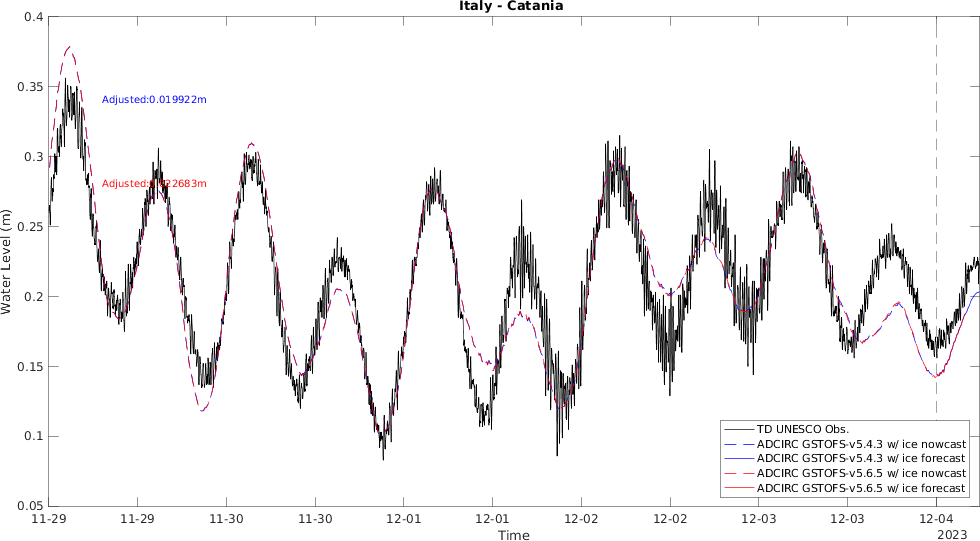 Italy - Catania
Water Level (m)
0.4
0.35
0.3
0.25
0.2
0.15
0.1
0.05
Adjusted:0.019922m
Adjusted:0.022683m
TD UNESCO Obs.
ADCIRC GSTOFS-v5.4.3 w/ ice nowcast
ADCIRC GSTOFS-v5.4.3 w/ ice forecast
ADCIRC GSTOFS-v5.6.5 w/ ice nowcast
ADCIRC GSTOFS-v5.6.5 w/ ice forecast
11-29 11-29 11-30 11-30 12-01 12-01 12-02 12-02 12-03 12-03 12-04
2023
Time